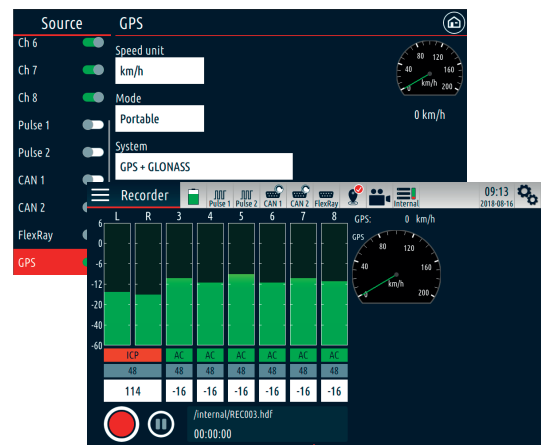 Source
GPS
Ch 6
Ch 7
Ch 8
Pulse 1
Pulse 2
CAN 1
CAN 2
FlexRay
GPS
Speed unit
km/h
Mode
Portable
System
GPS + GLONASS
0 40 80 120 160 200
km/h
0 km/h
Recorder
Pulse 1 Pulse 2 CAN 1 CAN 2 FlexRay Internal
09:13
2018-08-16
L R 3 4 5 6 7 8
6
0
-6
-12
-20
-40
-60
ICP AC AC AC AC AC AC
48 48 48 48 48 48 48
114 -16 -16 -16 -16 -16 -16
GPS: 0 km/h
GPS
0 40 80 120 160 200
km/h
/internal/REC003.hdf
00:00:00